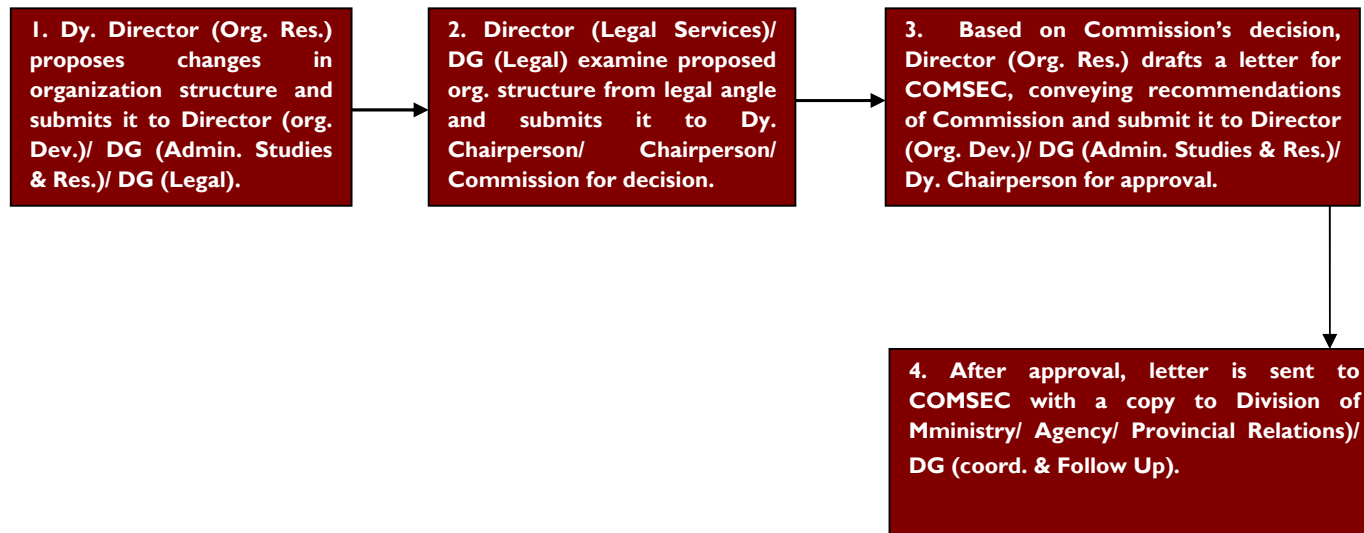 1. Dy. Director (Org. Res.)
proposes changes in
organization structure and
submits it to Director (org.
Dev.)/ DG (Admin. Studies
& Res.)/ DG (Legal).
2. Director (Legal Services)/
DG (Legal) examine proposed
org. structure from legal angle
and submits it to Dy.
Chairperson/ Chairperson/
Commission for decision.
3. Based on Commission’s decision,
Director (Org. Res.) drafts a letter for
COMSEC, conveying recommendations
of Commission and submit it to Director
(Org. Dev.)/ DG (Admin. Studies & Res.)/
Dy. Chairperson for approval.
4. After approval, letter is sent to
COMSEC with a copy to Division of
Mministry/ Agency/ Provincial Relations)/
DG (coord. & Follow Up).